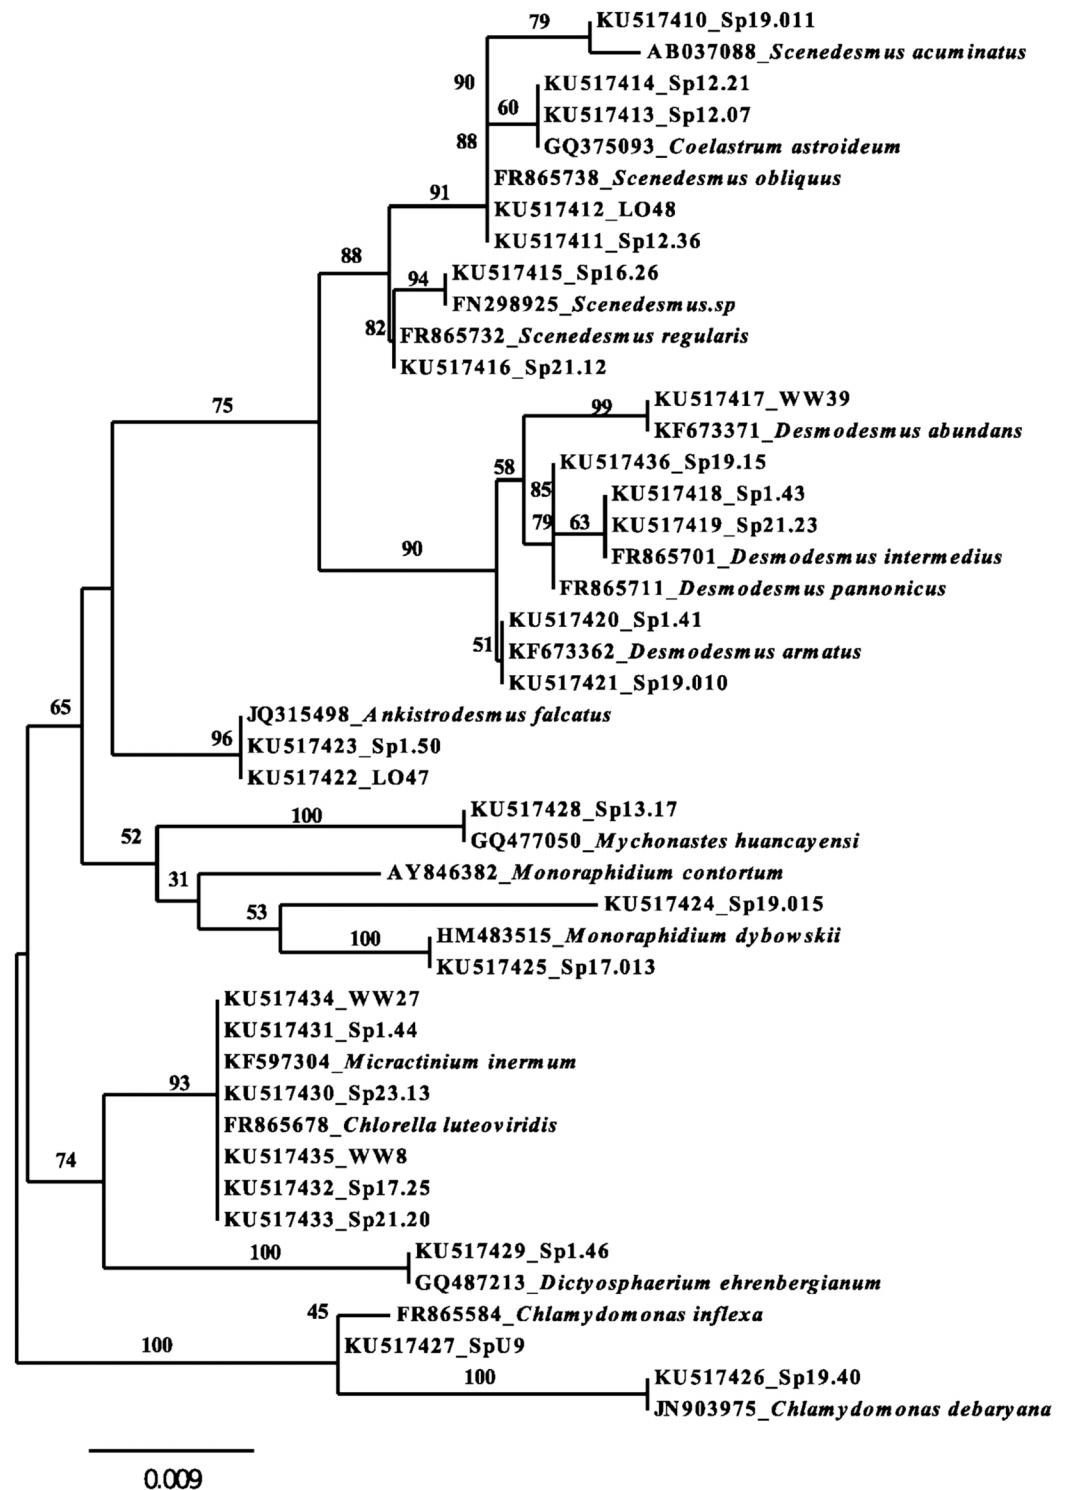 79
KU517410_Sp19.011
AB037088_Scenedesmus acuminatus
90
KU517414_Sp12.21
60
KU517413_Sp12.07
88
GQ375093_Coelastrum astroideum
FR865738_Scenedesmus obliquus
91
KU517412_LO48
KU517411_Sp12.36
88
KU517415_Sp16.26
94
FN298925_Scenedesmus.sp
82
FR865732_Scenedesmus regularis
KU517416_Sp21.12
75
99
KU517417_WW39
KF673371_Desmodesmus abundans
58
KU517436_Sp19.15
85
KU517418_Sp1.43
79
63
KU517419_Sp21.23
90
FR865701_Desmodesmus intermedius
FR865711_Desmodesmus pannonicus
KU517420_Sp1.41
51
KF673362_Desmodesmus armatus
KU517421_Sp19.010
65
JQ315498_Ankistrodesmus falcatus
96
KU517423_Sp1.50
KU517422_LO47
100
KU517428_Sp13.17
52
GQ477050_Mychonastes huancayensi
31
AY846382_Monoraphidium contortum
53
KU517424_Sp19.015
100
HM483515_Monoraphidium dybowskii
KU517425_Sp17.013
KU517434_WW27
KU517431_Sp1.44
KF597304_Micractinium inermum
93
KU517430_Sp23.13
FR865678_Chlorella luteoviridis
74
KU517435_WW8
KU517432_Sp17.25
KU517433_Sp21.20
100
KU517429_Sp1.46
GQ487213_Dictyosphaerium ehrenbergianum
45
FR865584_Chlamydomonas inflexa
100
KU517427_SpU9
100
KU517426_Sp19.40
JN903975_Chlamydomonas debaryana
0.009